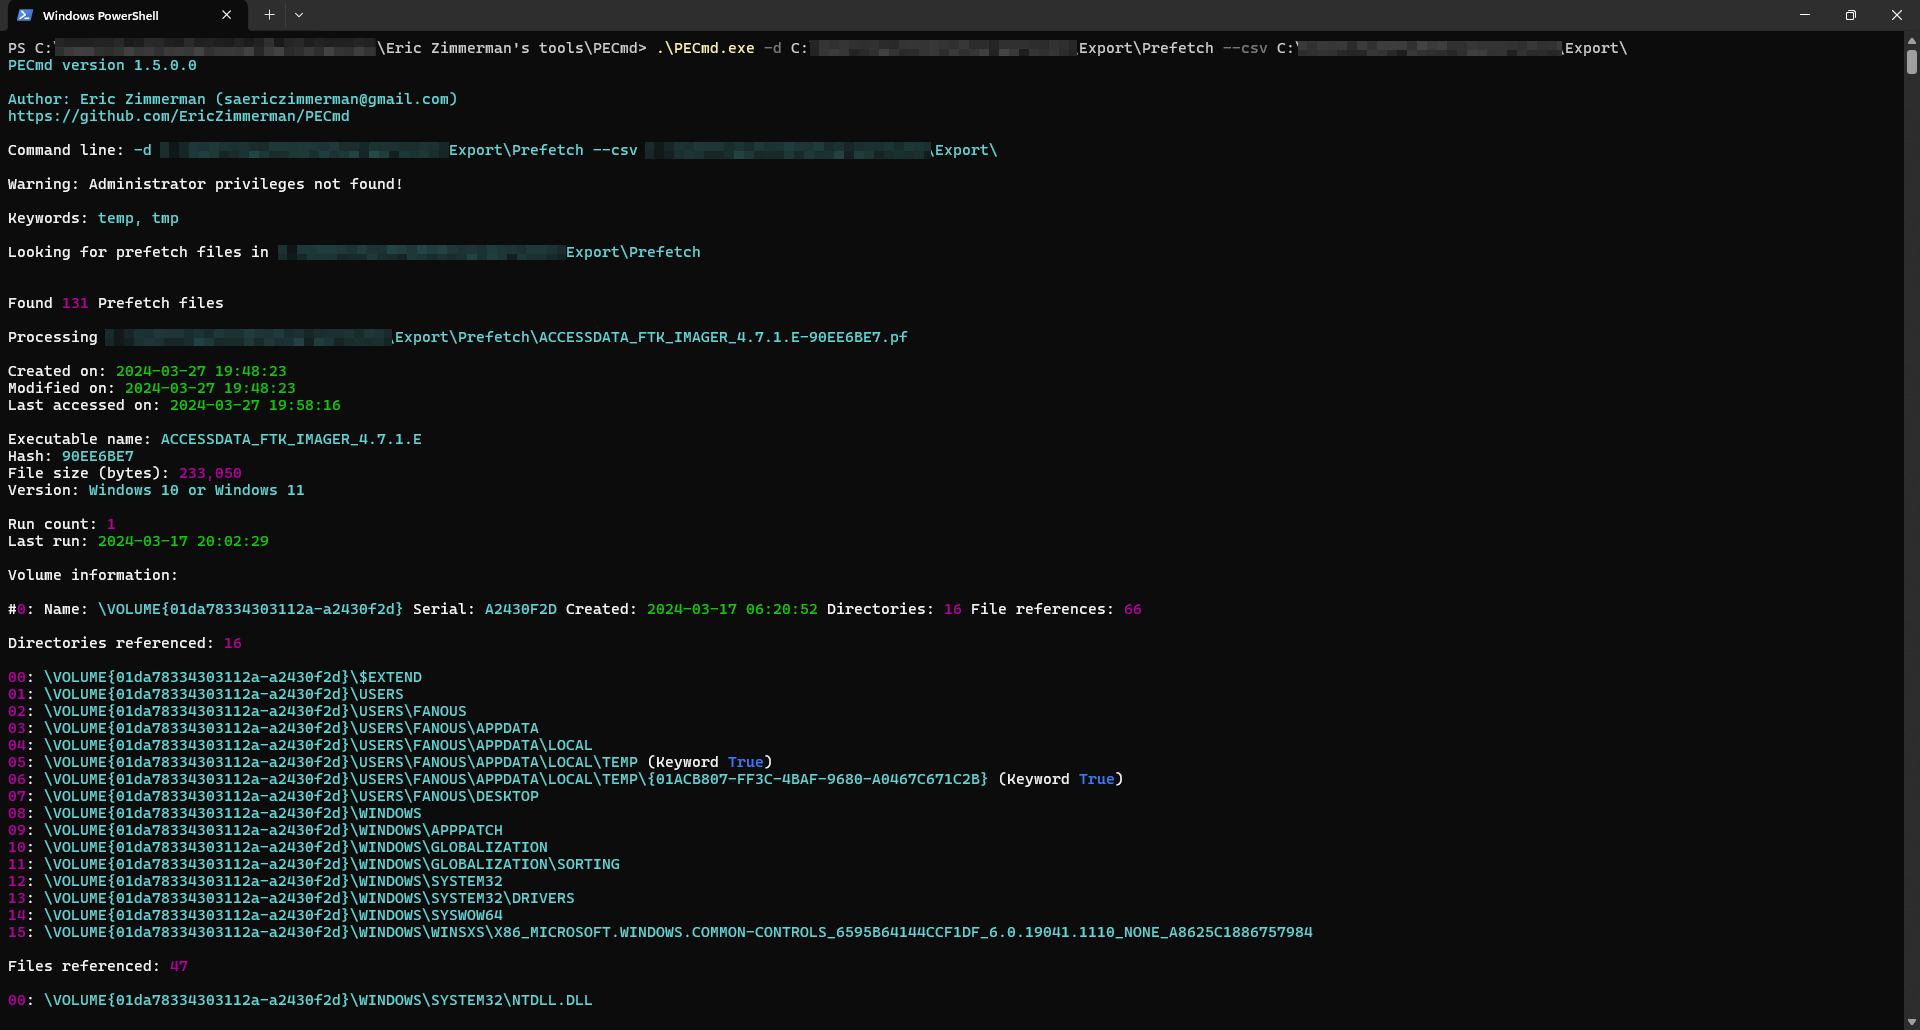 Windows PowerShell
PS C:\ \Eric Zimmerman's tools\PECmd> .\PECmd.exe -d C: Export\Prefetch --csv C:\ \Export\
PECmd version 1.5.0.0
Author: Eric Zimmerman (saericzimmerman@gmail.com)
https://github.com/EricZimmerman/PECmd
Command line: -d Export\Prefetch --csv \Export\
Warning: Administrator privileges not found!
Keywords: temp, tmp
Looking for prefetch files in Export\Prefetch
Found 131 Prefetch files
Processing \Export\Prefetch\ACCESSDATA_FTK_IMAGER_4.7.1.E-90EE6BE7.pf
Created on: 2024-03-27 19:48:23
Modified on: 2024-03-27 19:48:23
Last accessed on: 2024-03-27 19:58:16
Executable name: ACCESSDATA_FTK_IMAGER_4.7.1.E
Hash: 90EE6BE7
File size (bytes): 233,050
Version: Windows 10 or Windows 11
Run count: 1
Last run: 2024-03-17 20:02:29
Volume information:
#0: Name: \VOLUME{01da78334303112a-a2430f2d} Serial: A2430F2D Created: 2024-03-17 06:20:52 Directories: 16 File references: 66
Directories referenced: 16
00: \VOLUME{01da78334303112a-a2430f2d}\$EXTEND
01: \VOLUME{01da78334303112a-a2430f2d}\USERS
02: \VOLUME{01da78334303112a-a2430f2d}\USERS\FANOUS
03: \VOLUME{01da78334303112a-a2430f2d}\USERS\FANOUS\APPDATA
04: \VOLUME{01da78334303112a-a2430f2d}\USERS\FANOUS\APPDATA\LOCAL
05: \VOLUME{01da78334303112a-a2430f2d}\USERS\FANOUS\APPDATA\LOCAL\TEMP (Keyword True)
06: \VOLUME{01da78334303112a-a2430f2d}\USERS\FANOUS\APPDATA\LOCAL\TEMP\{01ACB807-FF3C-4BAF-9680-A0467C671C2B} (Keyword True)
07: \VOLUME{01da78334303112a-a2430f2d}\USERS\FANOUS\DESKTOP
08: \VOLUME{01da78334303112a-a2430f2d}\WINDOWS
09: \VOLUME{01da78334303112a-a2430f2d}\WINDOWS\APPPATCH
10: \VOLUME{01da78334303112a-a2430f2d}\WINDOWS\GLOBALIZATION
11: \VOLUME{01da78334303112a-a2430f2d}\WINDOWS\GLOBALIZATION\SORTING
12: \VOLUME{01da78334303112a-a2430f2d}\WINDOWS\SYSTEM32
13: \VOLUME{01da78334303112a-a2430f2d}\WINDOWS\SYSTEM32\DRIVERS
14: \VOLUME{01da78334303112a-a2430f2d}\WINDOWS\SYSWOW64
15: \VOLUME{01da78334303112a-a2430f2d}\WINDOWS\WINSXS\X86_MICROSOFT.WINDOWS.COMMON-CONTROLS_6595B64144CCF1DF_6.0.19041.1110_NONE_A8625C1886757984
Files referenced: 47
00: \VOLUME{01da78334303112a-a2430f2d}\WINDOWS\SYSTEM32\NTDLL.DLL